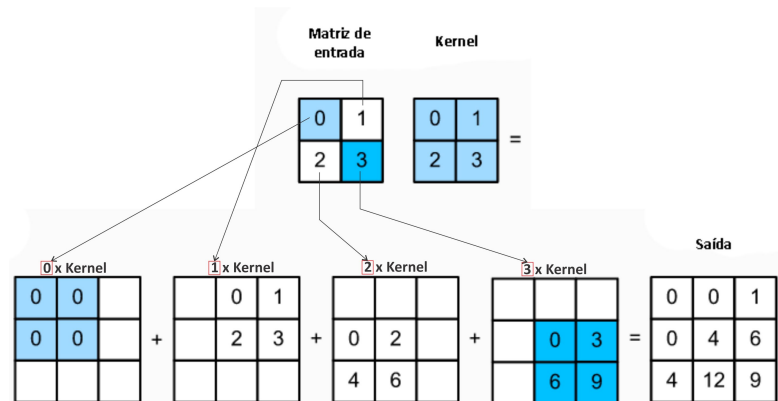 Matriz de
entrada
Kernel
0 1
2 3
0 1
2 3
=
Saída
0 x Kernel
1 x Kernel
2 x Kernel
3 x Kernel
0 0
0 0
+
0 1
2 3
+
0 2
4 6
+
0 3
6 9
=
0 0 1
0 4 6
4 12 9